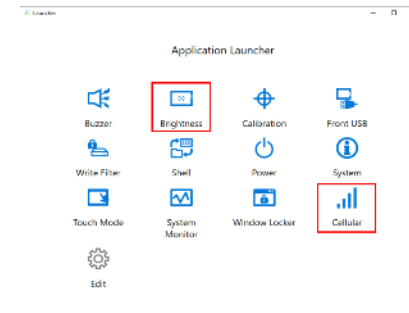 Launcher
Application Launcher
Buzzer
Brightness
Calibration
Front USB
Write Filter
Shell
Power
System
Touch Mode
System
Monitor
Window Locker
Cellular
Edit